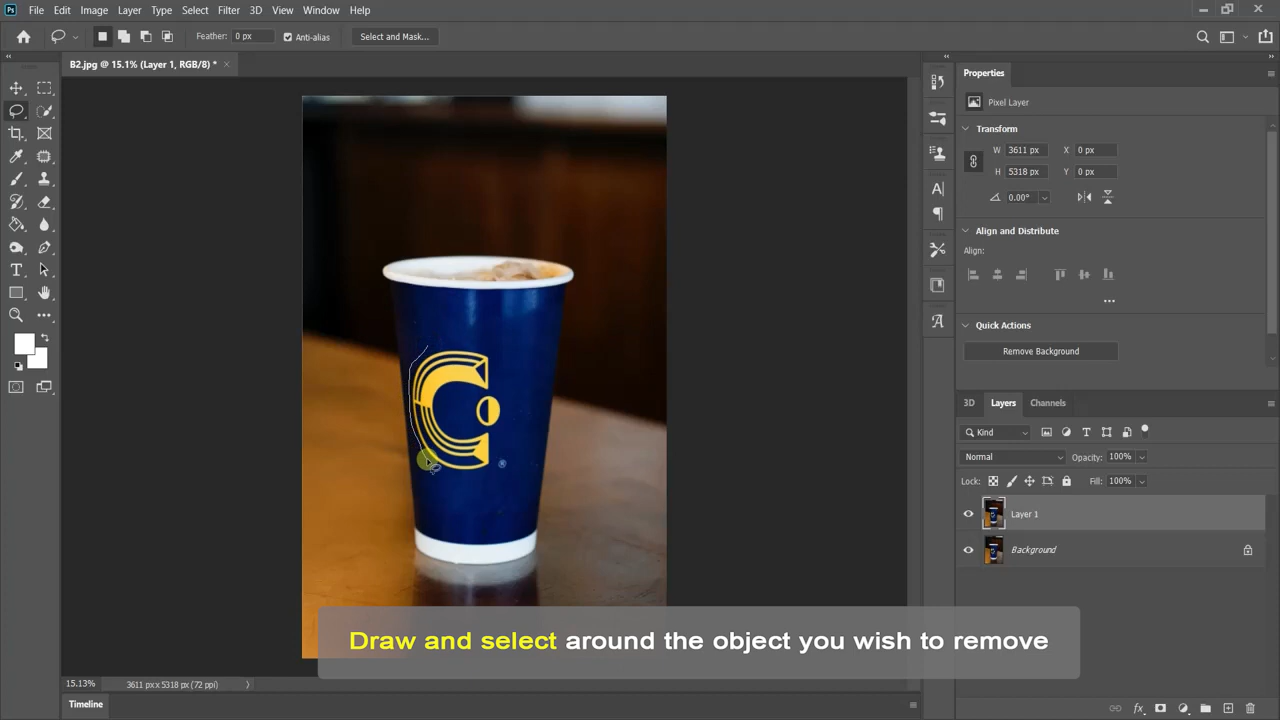 Ps File Edit Image Layer Type Select Filter 3D View Window Help
Feather: 0 px Anti-alias Select and Mask...
B2.jpg @ 15.1% (Layer 1, RGB/8) * ×
Properties
Pixel Layer
Transform
W 3611 px X 0 px
H 5318 px Y 0 px
0.00°
Align and Distribute
Align:
Quick Actions
Remove Background
3D Layers Channels
Kind
Normal Opacity: 100%
Lock: Fill: 100%
Layer 1
Background
C
®
Draw and select around the object you wish to remove
15.13% 3611 px x 5318 px (72 ppi)
Timeline